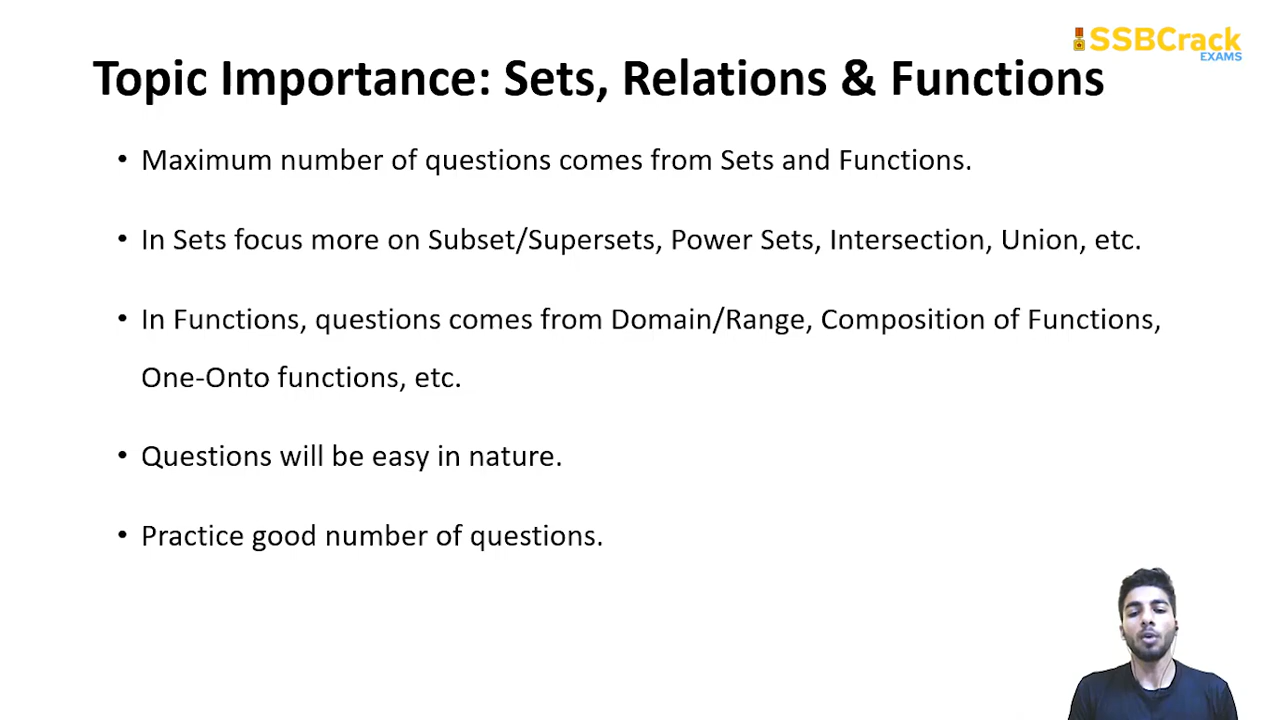 SSBCrack
EXAMS
Topic Importance: Sets, Relations & Functions
• Maximum number of questions comes from Sets and Functions.
• In Sets focus more on Subset/Supersets, Power Sets, Intersection, Union, etc.
• In Functions, questions comes from Domain/Range, Composition of Functions,
One-Onto functions, etc.
• Questions will be easy in nature.
• Practice good number of questions.